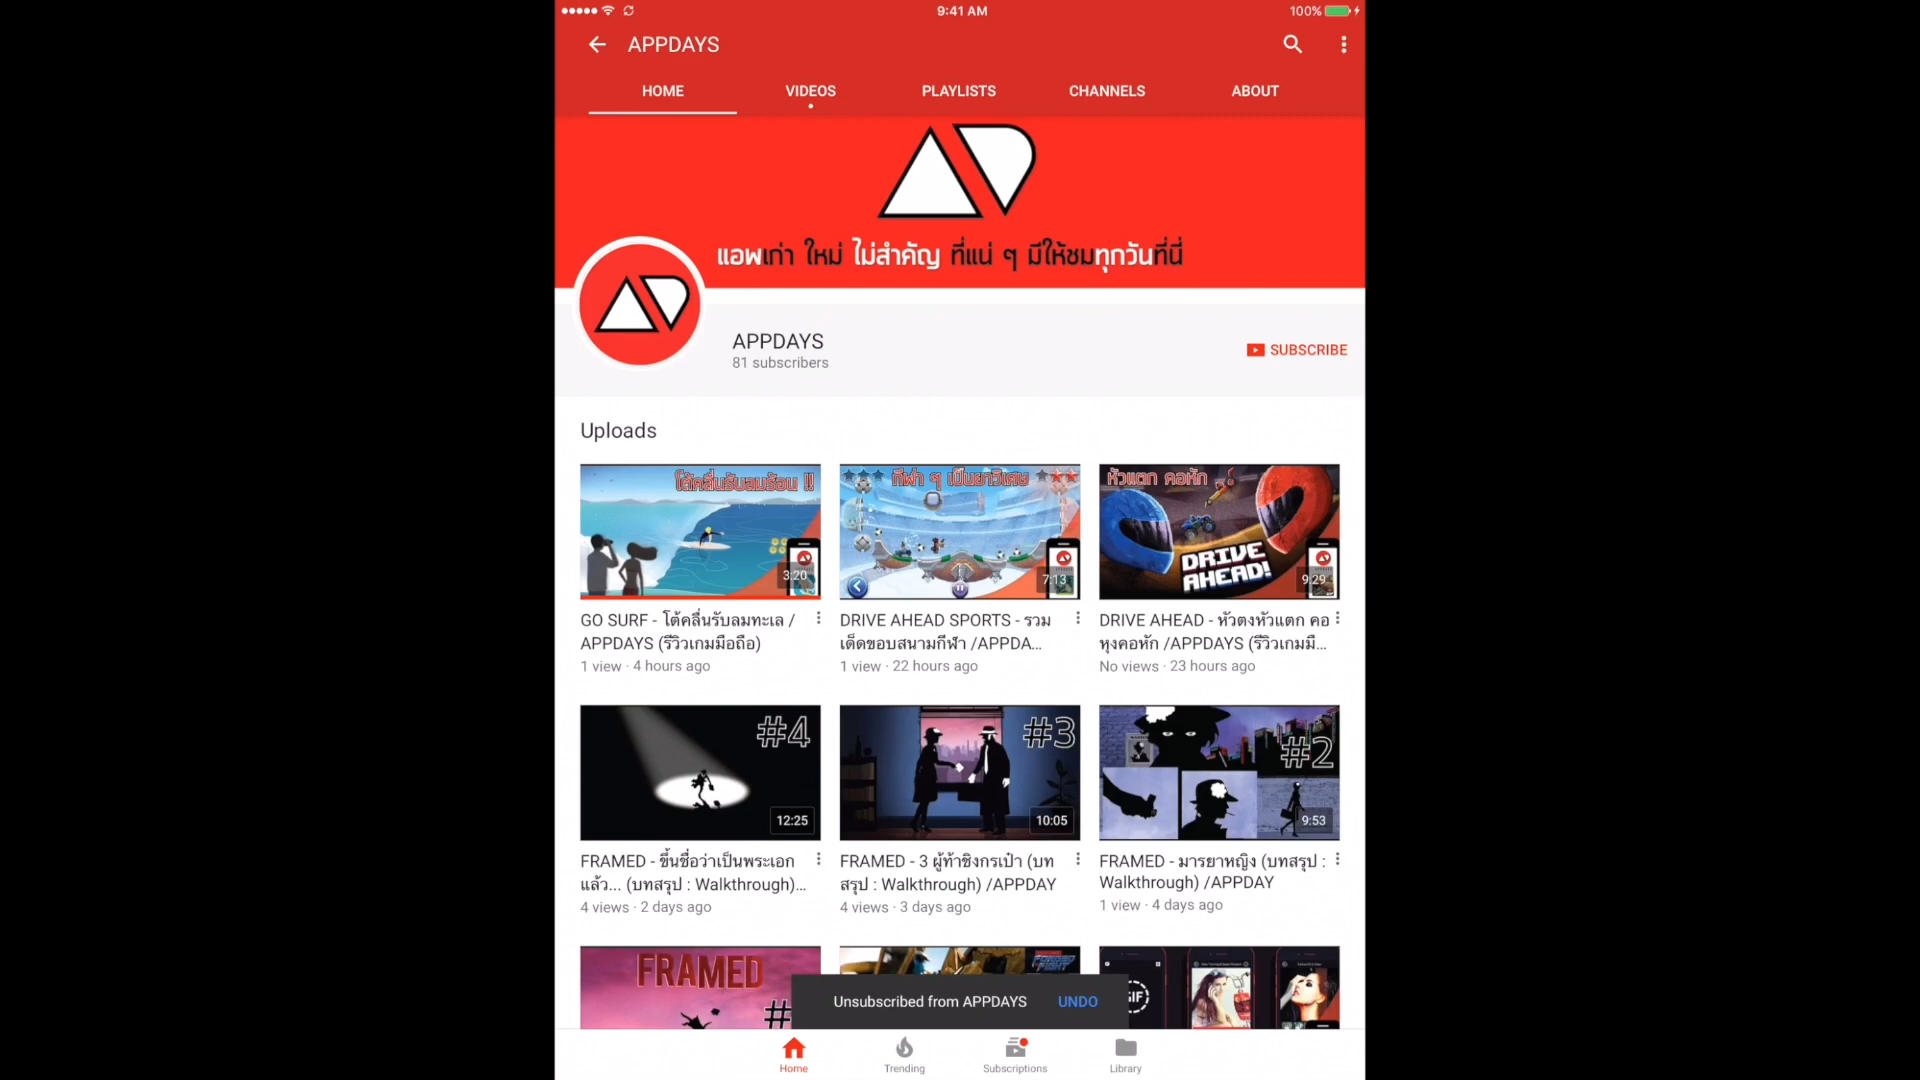 9:41 AM
100%
APPDAYS
HOME
VIDEOS
PLAYLISTS
CHANNELS
ABOUT
แอพเก่า ใหม่ ไม่สำคัญ ที่แน่ ๆ มีให้ชมทุกวันที่นี่
APPDAYS
81 subscribers
SUBSCRIBE
Uploads
โต้คลื่นรับลมร้อน !!
3:20
กีฬา ๆ เป็นยาวิเศษ
7:13
หัวแตก คอหัก
DRIVE
AHEAD!
9:29
GO SURF - โต้คลื่นรับลมทะเล /
APPDAYS (รีวิวเกมมือถือ)
1 view · 4 hours ago
DRIVE AHEAD SPORTS - รวม
เด็ดขอบสนามกีฬา /APPDA...
1 view · 22 hours ago
DRIVE AHEAD - หัวตงหัวแตก คอ
หุงคอหัก /APPDAYS (รีวิวเกมมื...
No views · 23 hours ago
#4
12:25
#3
10:05
#2
9:53
FRAMED - ขึ้นชื่อว่าเป็นพระเอก
แล้ว... (บทสรุป : Walkthrough)...
4 views · 2 days ago
FRAMED - 3 ผู้ท้าชิงกระเป๋า (บท
สรุป : Walkthrough) /APPDAY
4 views · 3 days ago
FRAMED - มารยาหญิง (บทสรุป :
Walkthrough) /APPDAY
1 view · 4 days ago
FRAMED
#
GIF
Unsubscribed from APPDAYS
UNDO
Home
Trending
Subscriptions
Library